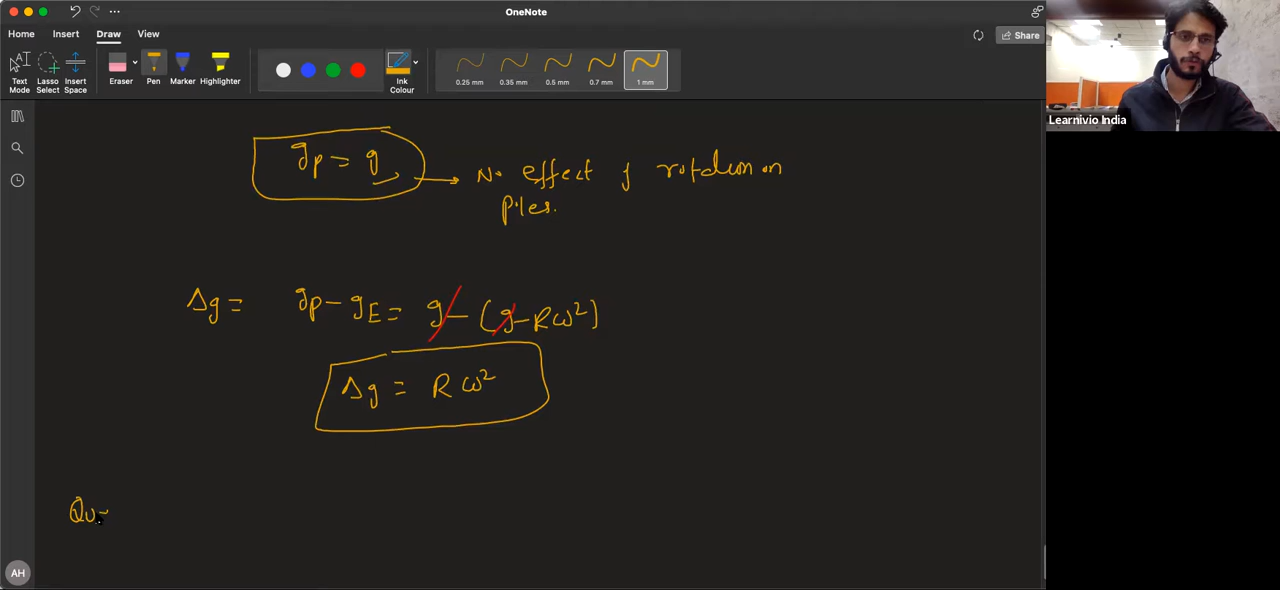 OneNote
Home Insert Draw View
Share
Text Mode
Lasso Select
Insert Space
Eraser
Pen
Marker
Highlighter
Ink Colour
0.25 mm
0.35 mm
0.5 mm
0.7 mm
1 mm
Learnivio India
gp = g → No effect of rotation on
poles.
Δg = gp - gE = g - (g - Rω²)
Δg = Rω²
Qu-
AH